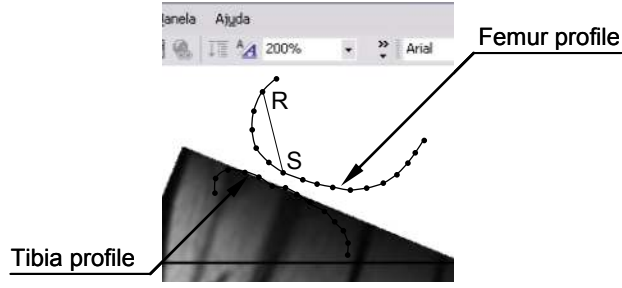 Janela Ajuda
200% » Arial
Femur profile
R
S
Tibia profile